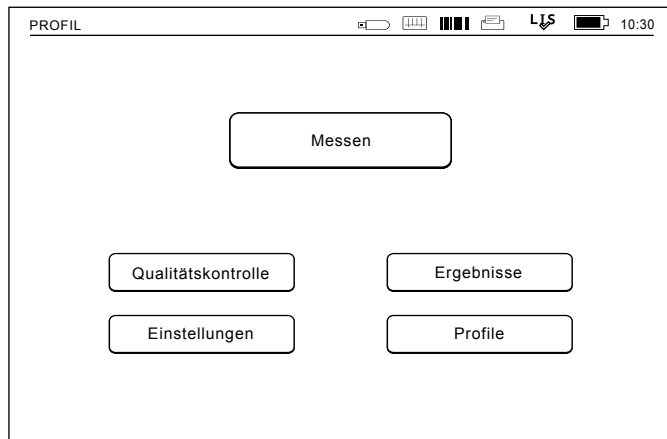 PROFIL LIS 10:30
Messen
Qualitätskontrolle Ergebnisse
Einstellungen Profile